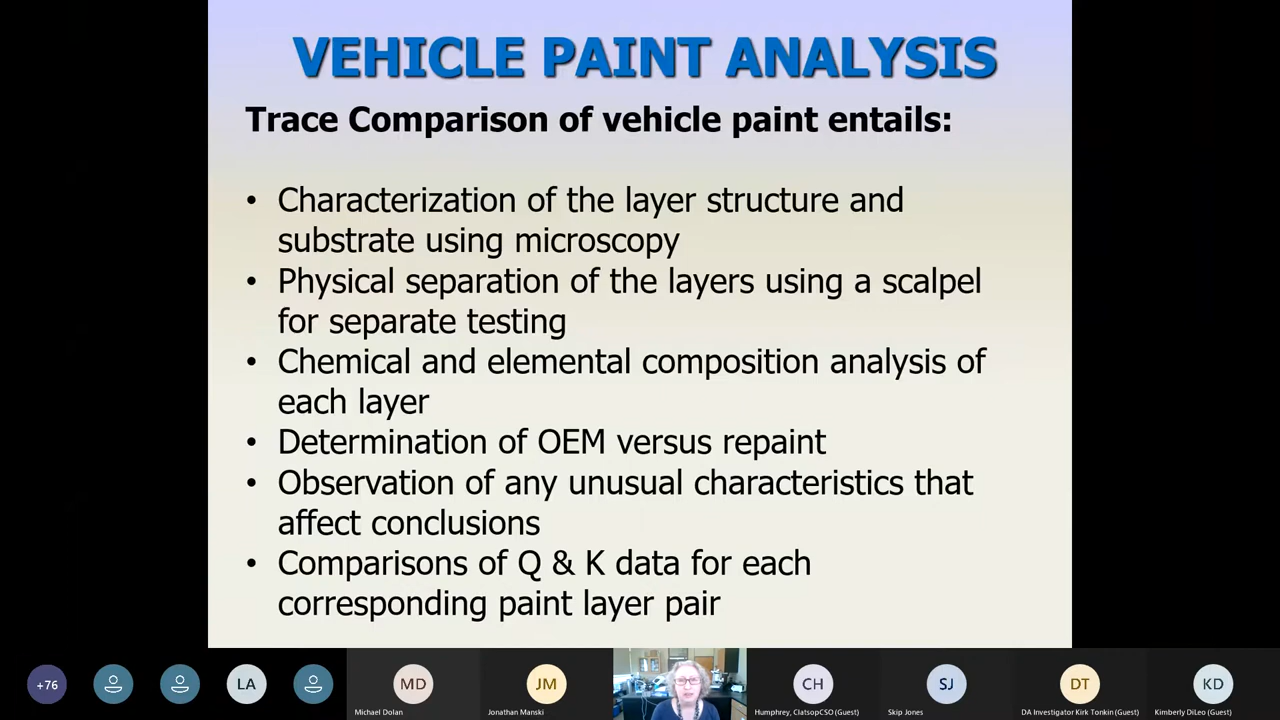 VEHICLE PAINT ANALYSIS
Trace Comparison of vehicle paint entails:
• Characterization of the layer structure and
substrate using microscopy
• Physical separation of the layers using a scalpel
for separate testing
• Chemical and elemental composition analysis of
each layer
• Determination of OEM versus repaint
• Observation of any unusual characteristics that
affect conclusions
• Comparisons of Q & K data for each
corresponding paint layer pair
+76
LA
MD
JM
CH
SJ
DT
KD
Michael Dolan
Jonathan Manski
Humphrey, ClatsopCSO (Guest)
Skip Jones
DA Investigator Kirk Tonkin (Guest)
Kimberly DiLeo (Guest)